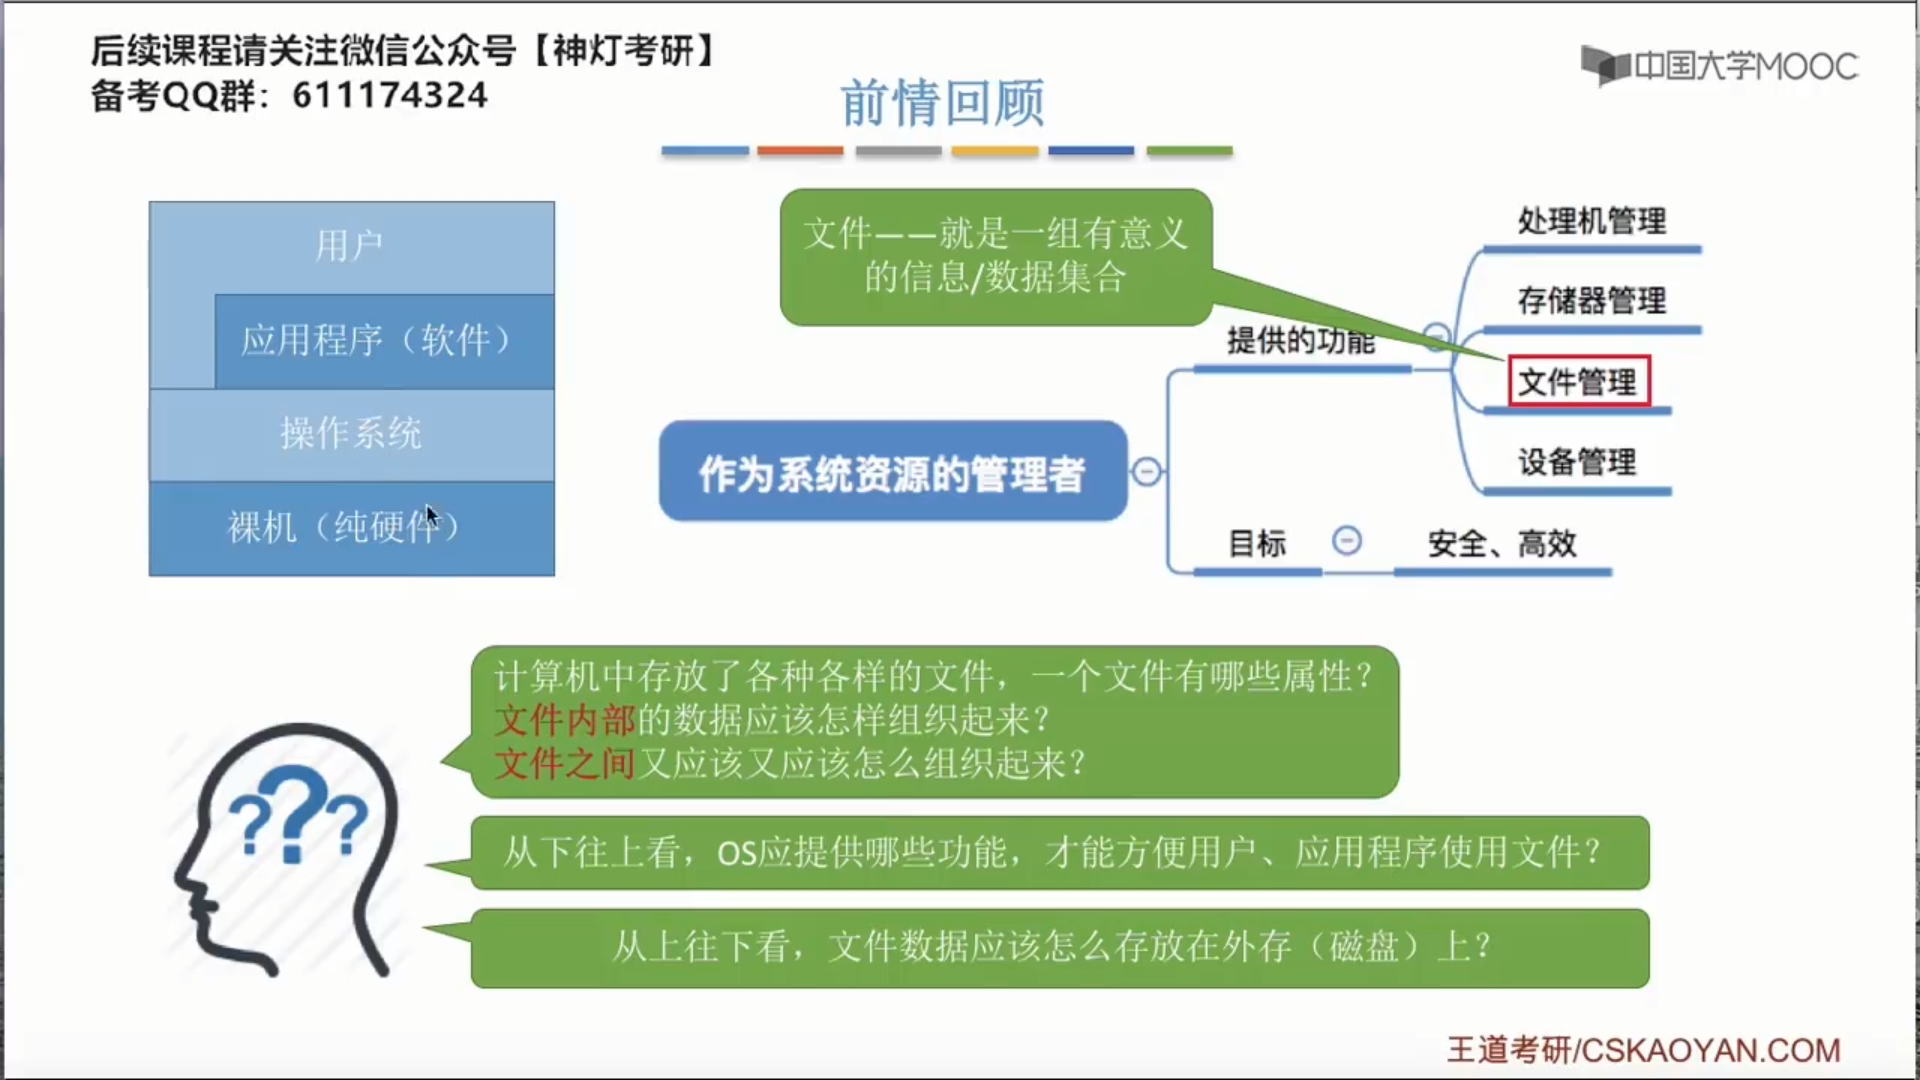 后续课程请关注微信公众号【神灯考研】
备考QQ群：611174324
中国大学MOOC
前情回顾
用户
应用程序（软件）
操作系统
裸机（纯硬件）
文件——就是一组有意义
的信息/数据集合
作为系统资源的管理者
提供的功能
处理机管理
存储器管理
文件管理
设备管理
目标
安全、高效
计算机中存放了各种各样的文件，一个文件有哪些属性？
文件内部的数据应该怎样组织起来？
文件之间又应该又应该怎么组织起来？
从下往上看，OS应提供哪些功能，才能方便用户、应用程序使用文件？
从上往下看，文件数据应该怎么存放在外存（磁盘）上？
???
王道考研/CSKAOYAN.COM